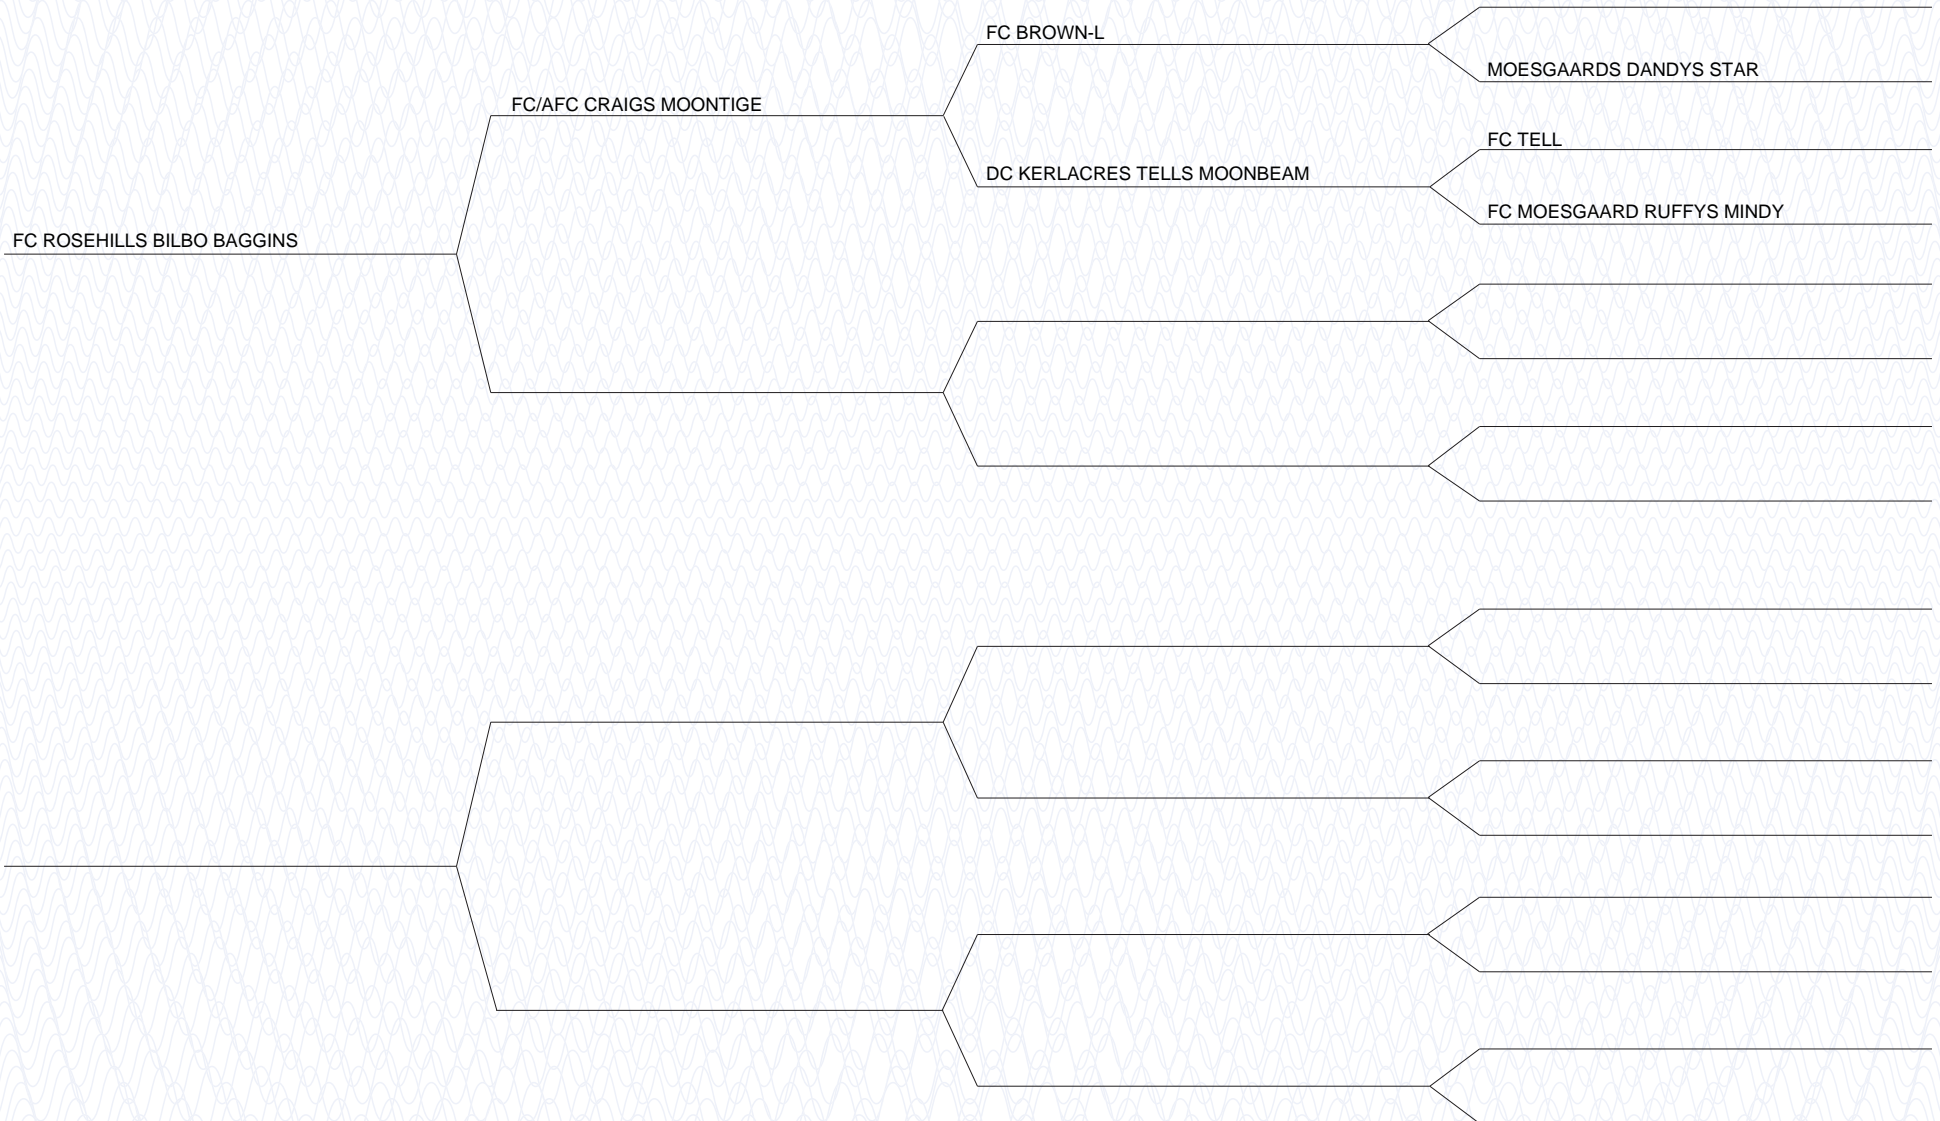 FC BROWN-L
MOESGAARDS DANDYS STAR
FC/AFC CRAIGS MOONTIGE
FC TELL
DC KERLACRES TELLS MOONBEAM
FC MOESGAARD RUFFYS MINDY
FC ROSEHILLS BILBO BAGGINS